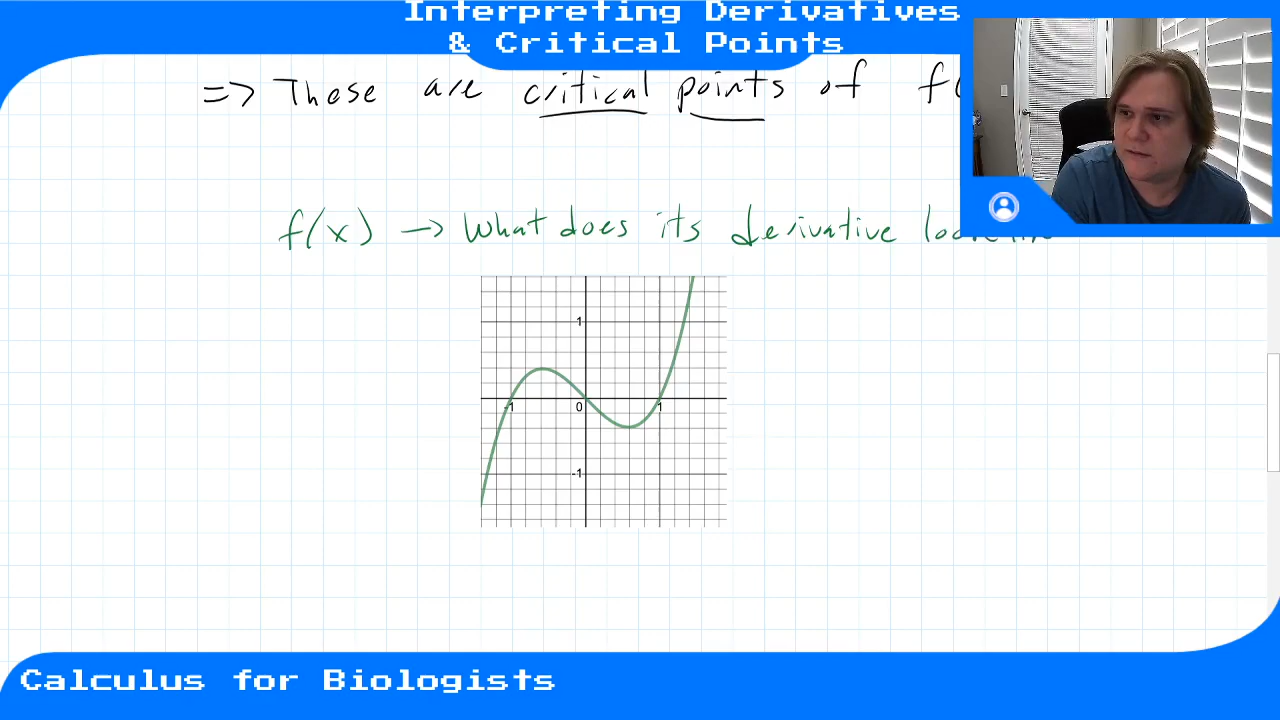 Interpreting Derivatives
& Critical Points
=> These are critical points of f(
f(x) → What does its derivative look
1
-1 0 1
-1
Calculus for Biologists